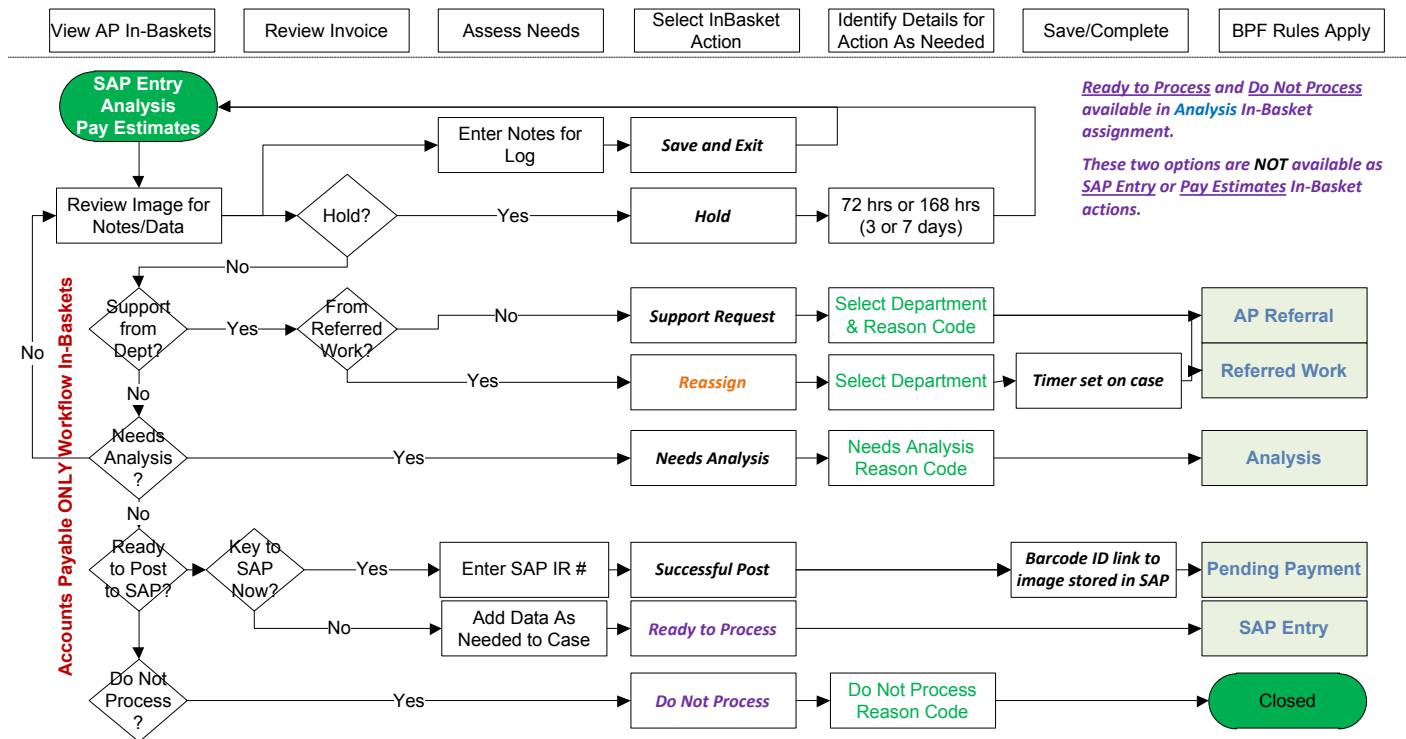 View AP In-Baskets
Review Invoice
Assess Needs
Select InBasket
Action
Identify Details for
Action As Needed
Save/Complete
BPF Rules Apply
SAP Entry
Analysis
Pay Estimates
Ready to Process and Do Not Process
available in Analysis In-Basket
assignment.
These two options are NOT available as
SAP Entry or Pay Estimates In-Basket
actions.
Enter Notes for
Log
Save and Exit
Review Image for
Notes/Data
Hold?
Yes
Hold
72 hrs or 168 hrs
(3 or 7 days)
No
Support
from
Dept?
Yes
From
Referred
Work?
No
Support Request
Select Department
& Reason Code
AP Referral
No
Yes
Reassign
Select Department
Timer set on case
Referred Work
No
Needs
Analysis
?
Yes
Needs Analysis
Needs Analysis
Reason Code
Analysis
No
Accounts Payable ONLY Workflow In-Baskets
Ready
to Post
to SAP?
Key to
SAP
Now?
Yes
Enter SAP IR #
Successful Post
Barcode ID link to
image stored in SAP
Pending Payment
No
Add Data As
Needed to Case
Ready to Process
SAP Entry
Do Not
Process
?
Yes
Do Not Process
Do Not Process
Reason Code
Closed